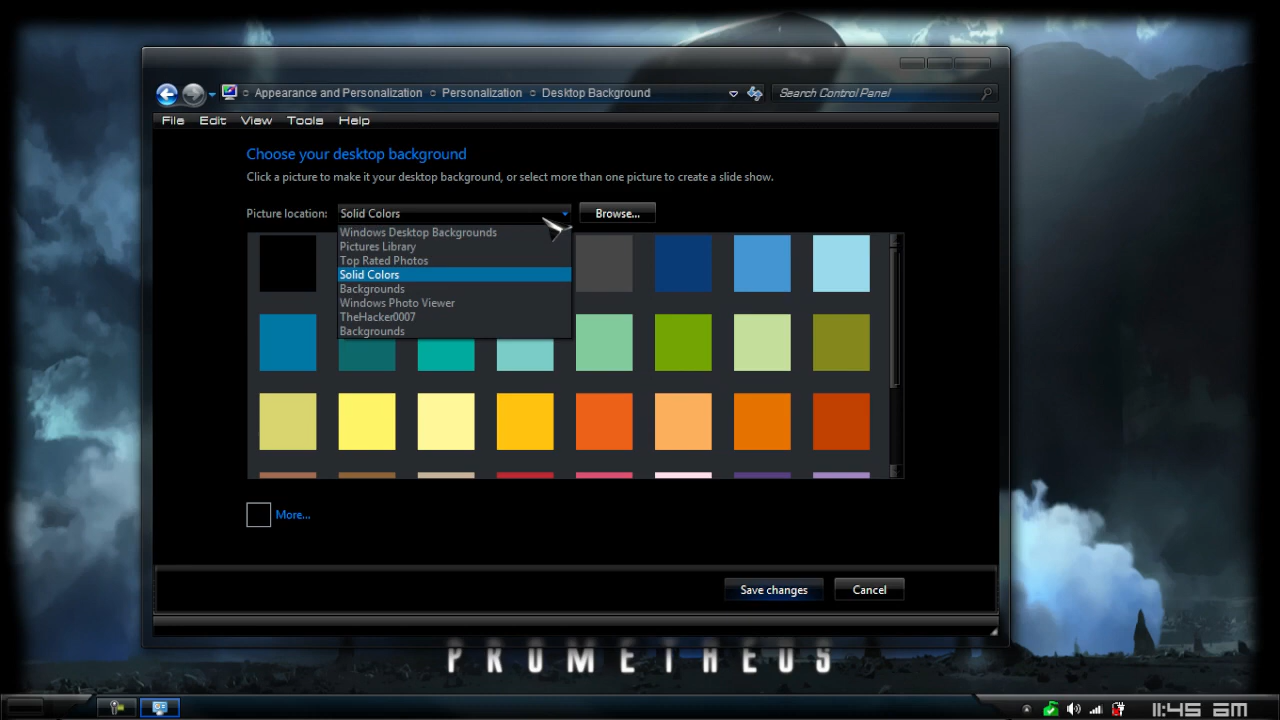 Appearance and Personalization Personalization Desktop Background Search Control Panel
File Edit View Tools Help
Choose your desktop background
Click a picture to make it your desktop background, or select more than one picture to create a slide show.
Picture location: Solid Colors Browse...
Windows Desktop Backgrounds
Pictures Library
Top Rated Photos
Solid Colors
Backgrounds
Windows Photo Viewer
TheHacker0007
Backgrounds
More...
Save changes Cancel
PROMETHEUS
11:45 AM